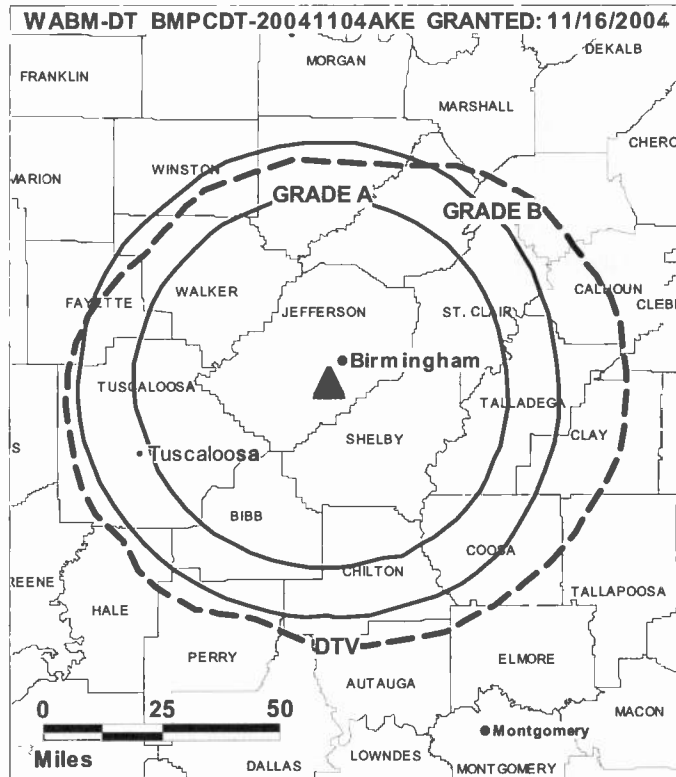 WABM-DT BMPCDT-20041104AKE GRANTED: 11/16/2004
DEKALB
MORGAN
FRANKLIN
MARSHALL
CHERO
WINSTON
MARION
GRADE A
GRADE B
CALHOUN
WALKER
FAYETTE
CLEB
JEFFERSON
ST. CLAIR
Birmingham
TUSCALOOSA
TALLADEGA
CLAY
SHELBY
S
Tuscaloosa
BIBB
COOSA
CHILTON
REENE
TALLAPOOSA
HALE
DTV
PERRY
ELMORE
AUTAUGA
0 25 50
MACON
Montgomery
Miles
LOWNDES
DALLAS
MONTGOMERY